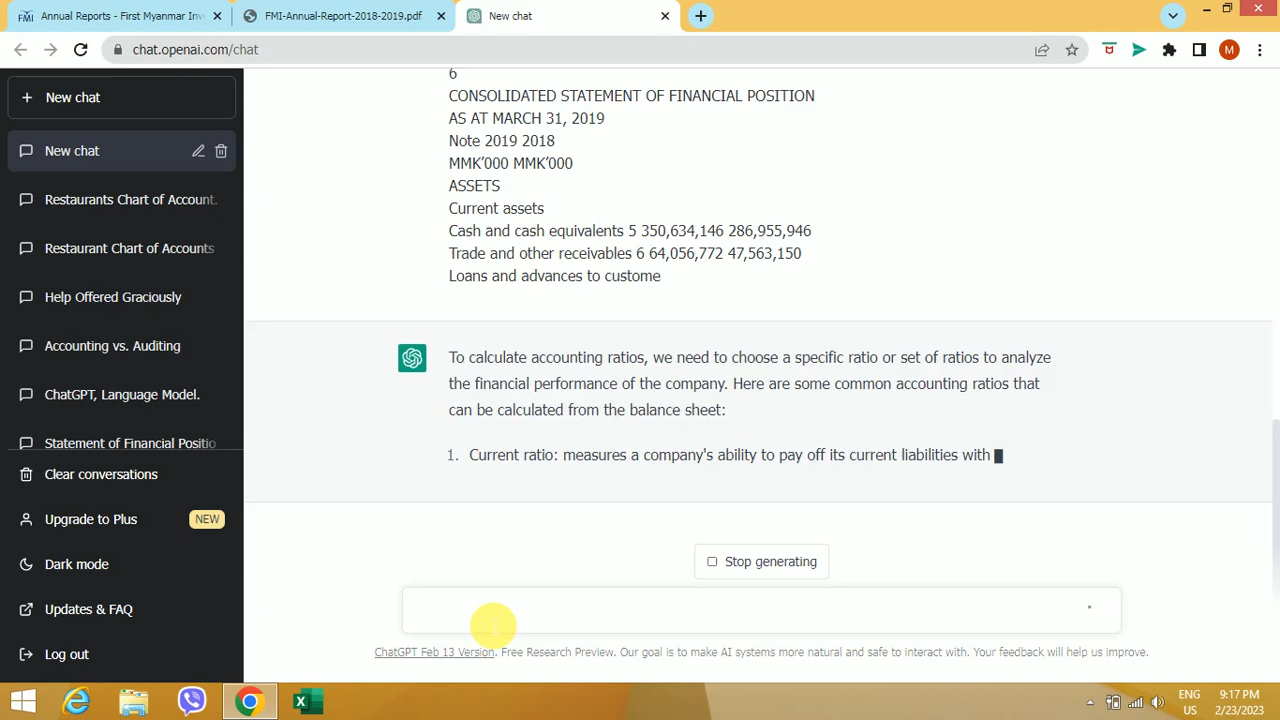 FMI Annual Reports - First Myanmar Inv
FMI-Annual-Report-2018-2019.pdf
New chat
chat.openai.com/chat
M
New chat
New chat
Restaurants Chart of Account.
Restaurant Chart of Accounts
Help Offered Graciously
Accounting vs. Auditing
ChatGPT, Language Model.
Statement of Financial Positio
Clear conversations
Upgrade to Plus NEW
Dark mode
Updates & FAQ
Log out
6
CONSOLIDATED STATEMENT OF FINANCIAL POSITION
AS AT MARCH 31, 2019
Note 2019 2018
MMK’000 MMK’000
ASSETS
Current assets
Cash and cash equivalents 5 350,634,146 286,955,946
Trade and other receivables 6 64,056,772 47,563,150
Loans and advances to custome
To calculate accounting ratios, we need to choose a specific ratio or set of ratios to analyze
the financial performance of the company. Here are some common accounting ratios that
can be calculated from the balance sheet:
1. Current ratio: measures a company's ability to pay off its current liabilities with
Stop generating
ChatGPT Feb 13 Version. Free Research Preview. Our goal is to make AI systems more natural and safe to interact with. Your feedback will help us improve.
ENG
US
9:17 PM
2/23/2023